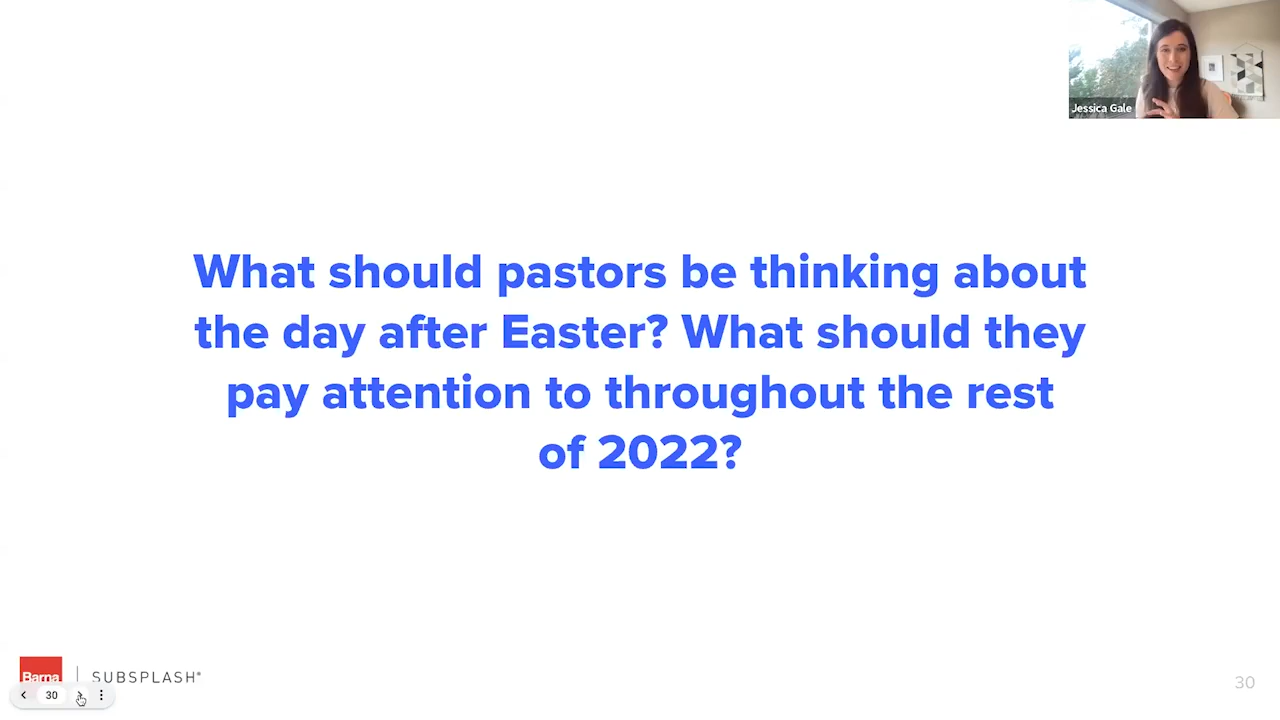 Jessica Gale
What should pastors be thinking about
the day after Easter? What should they
pay attention to throughout the rest
of 2022?
Barna
SUBSPLASH®
30
30